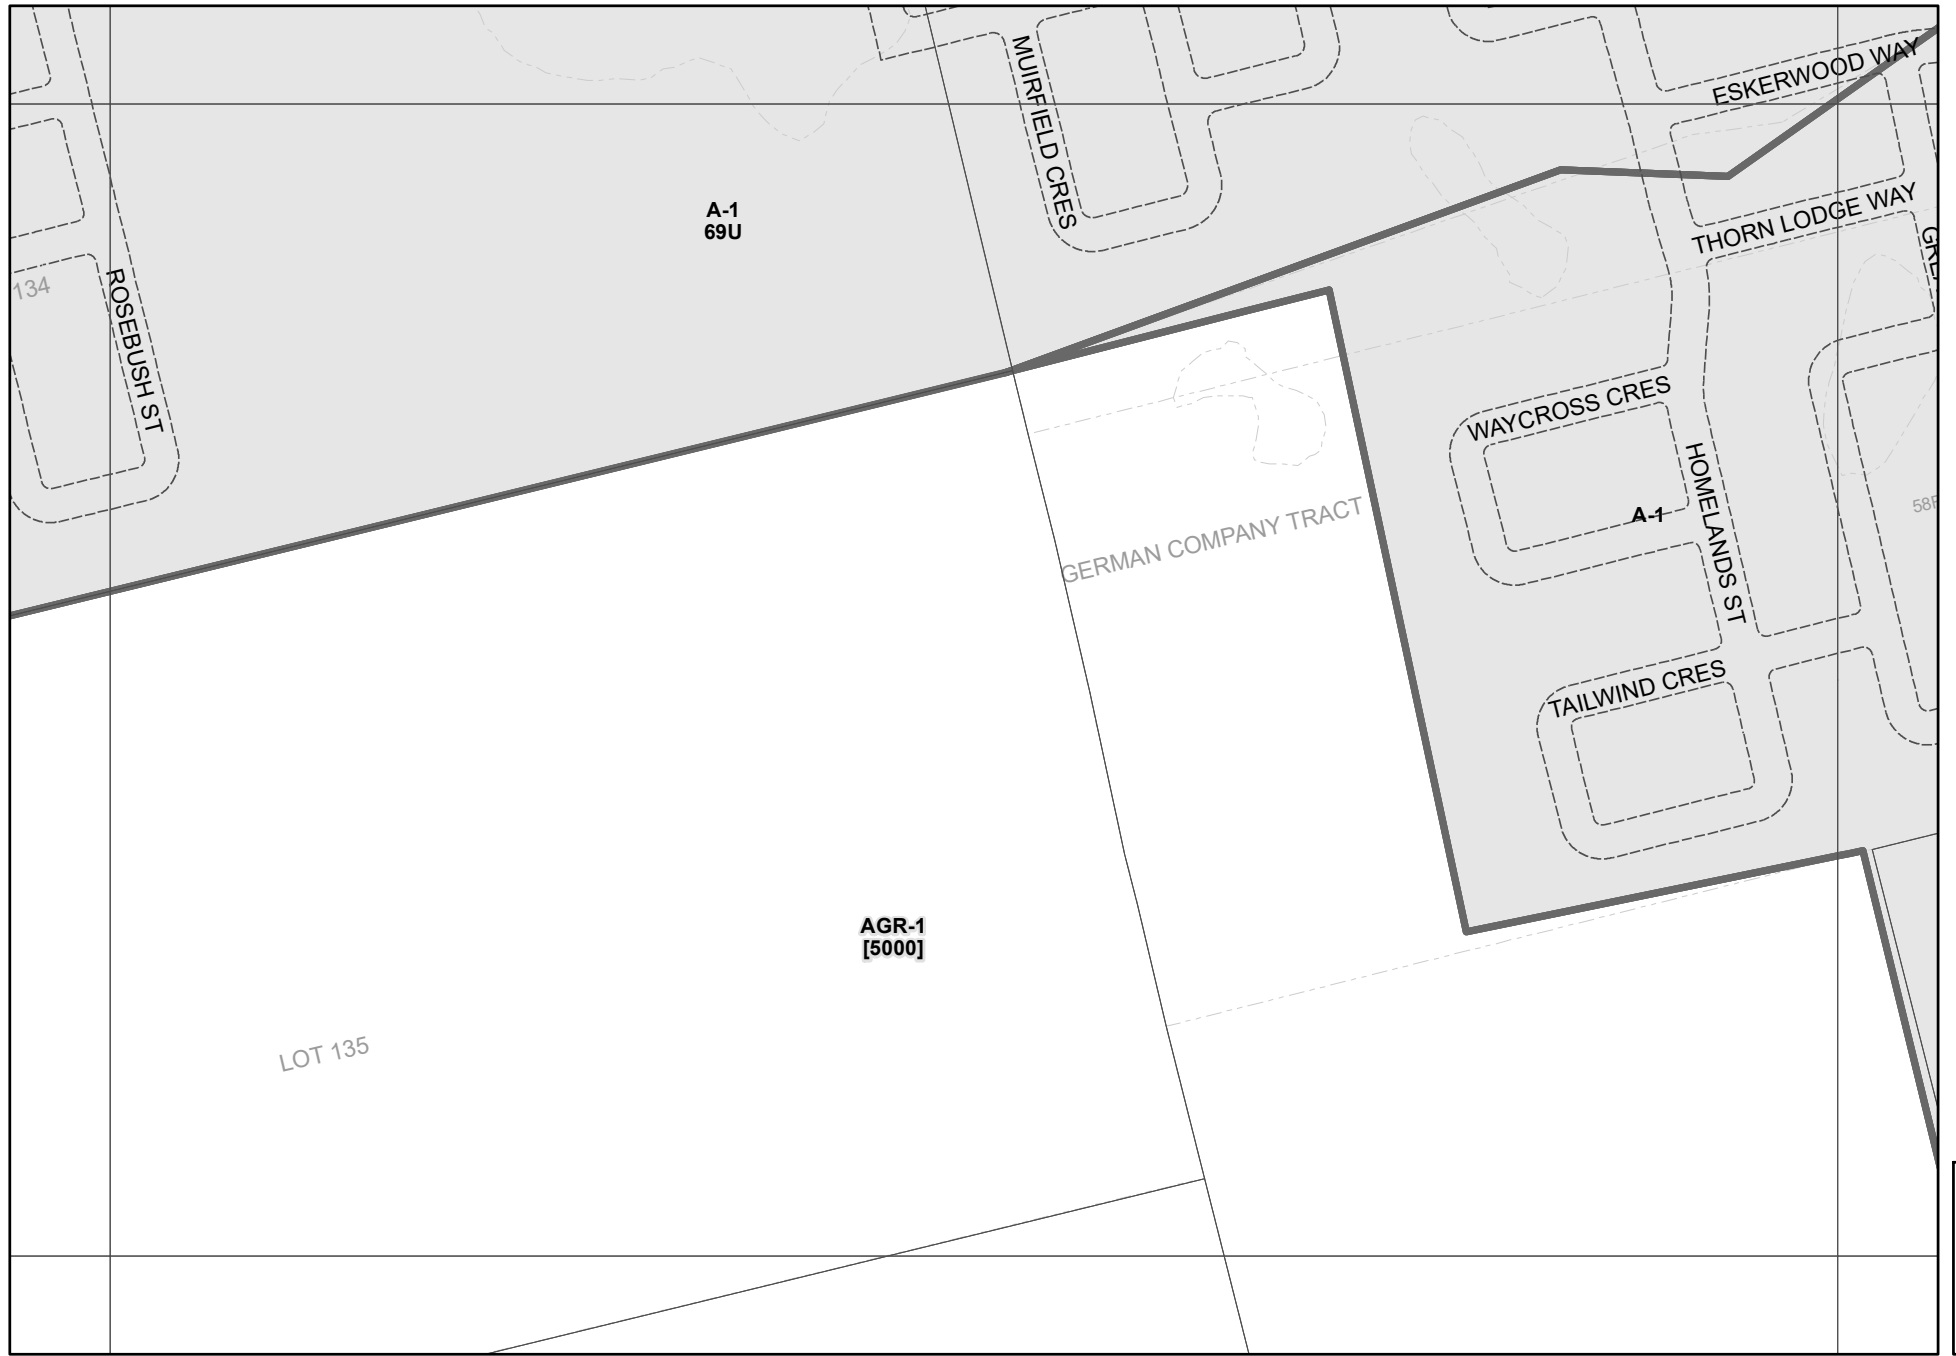 ESKERWOOD WAY
MUIRFIELD CRES
A-1
69U
THORN LODGE WAY
134
ROSEBUSH ST
WAYCROSS CRES
HOMELANDS ST
A-1
GERMAN COMPANY TRACT
TAILWIND CRES
AGR-1
[5000]
LOT 135